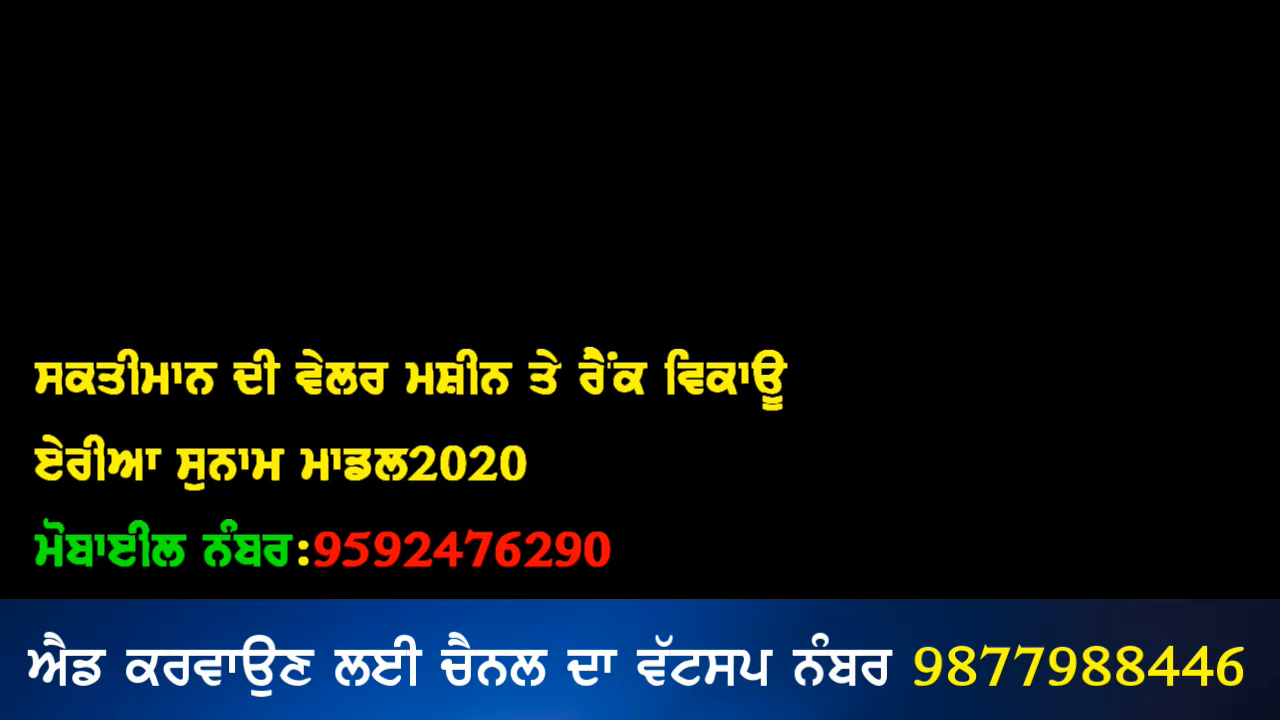 ਸਕਤੀਮਾਨ ਦੀ ਵੇਲਰ ਮਸ਼ੀਨ ਤੇ ਰੈਂਕ ਵਿਕਾਊ
ਏਰੀਆ ਸੁਨਾਮ ਮਾਡਲ2020
ਮੋਬਾਈਲ ਨੰਬਰ:9592476290
ਐਡ ਕਰਵਾਉਣ ਲਈ ਚੈਨਲ ਦਾ ਵੱਟਸਪ ਨੰਬਰ 9877988446